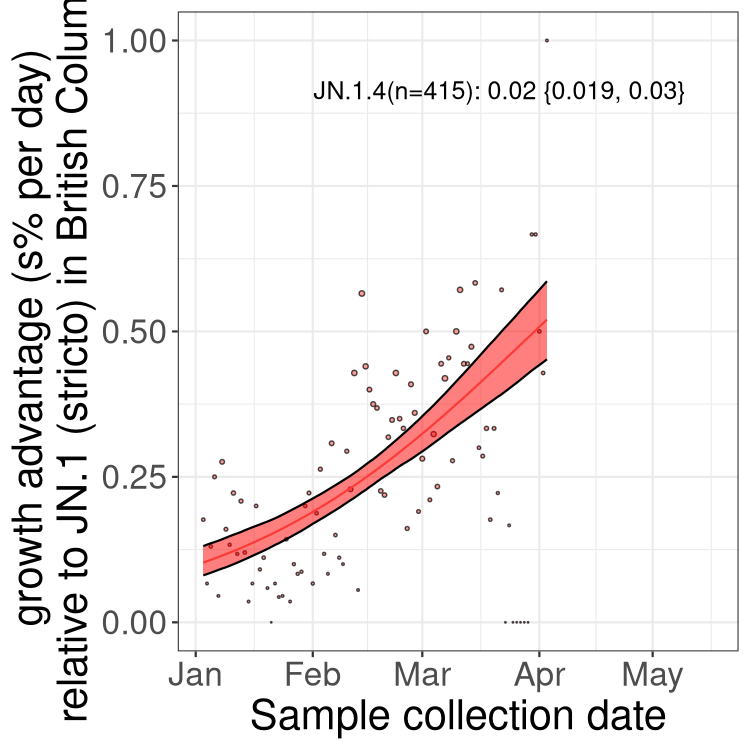 growth advantage (s% per day)
relative to JN.1 (stricto) in British Colum
1.00
0.75
0.50
0.25
0.00
JN.1.4(n=415): 0.02 {0.019, 0.03}
Jan Feb Mar Apr May
Sample collection date